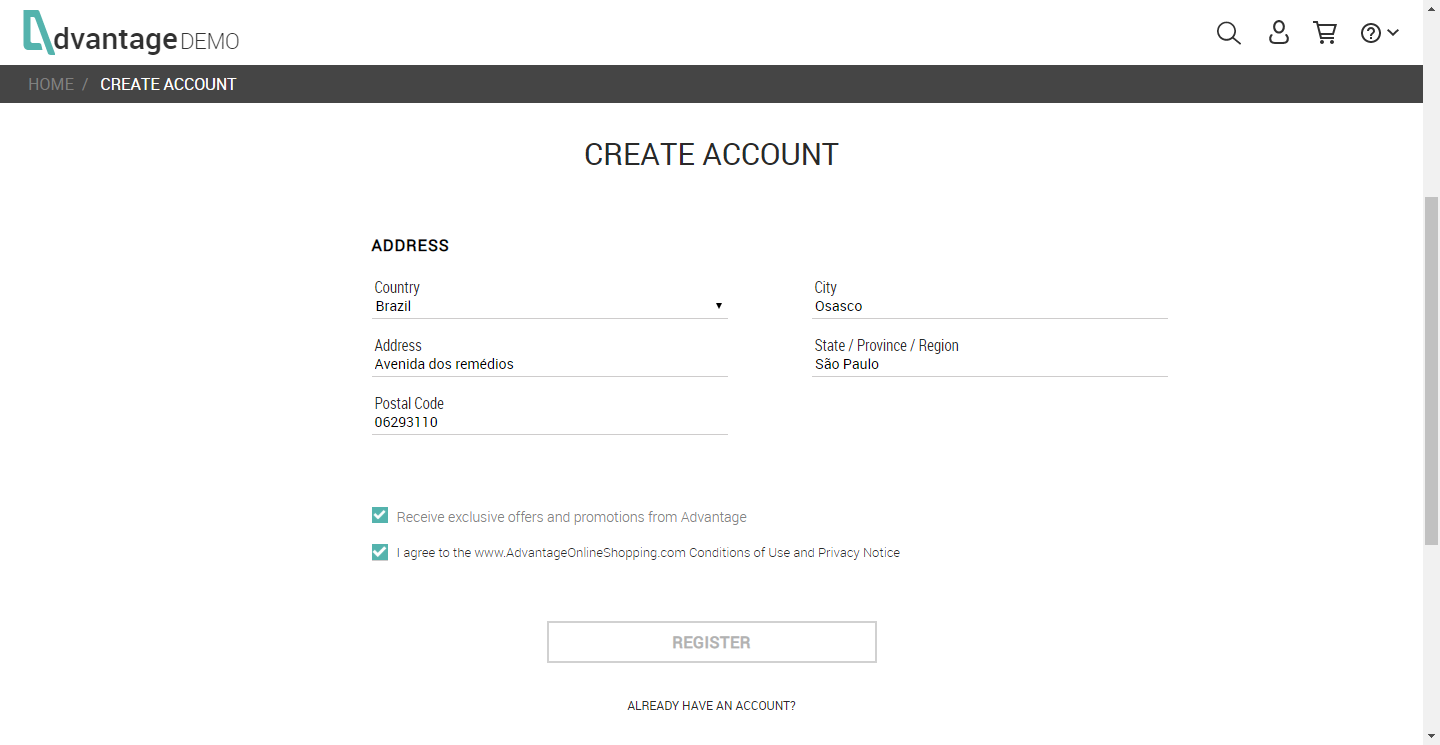 dvantage DEMO
HOME / CREATE ACCOUNT
CREATE ACCOUNT
ADDRESS
Country
Brazil
City
Osasco
Address
Avenida dos remédios
State / Province / Region
São Paulo
Postal Code
06293110
Receive exclusive offers and promotions from Advantage
I agree to the www.AdvantageOnlineShopping.com Conditions of Use and Privacy Notice
REGISTER
ALREADY HAVE AN ACCOUNT?